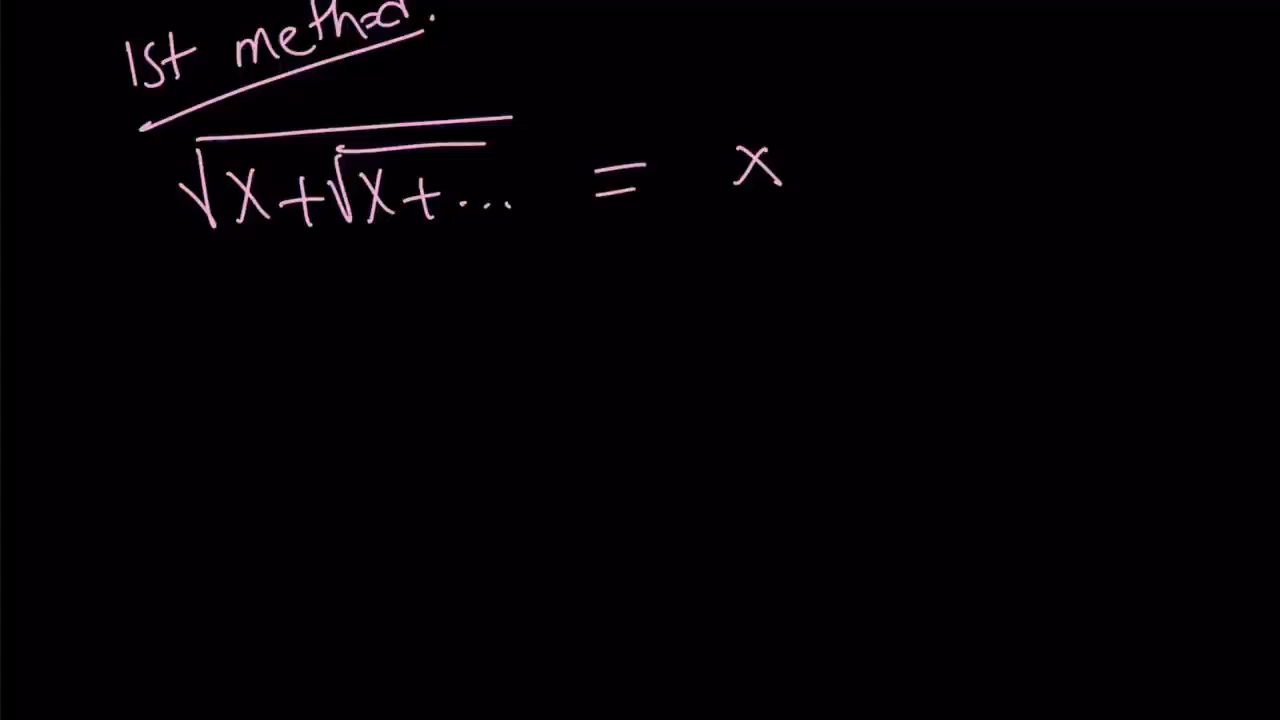 1st method.
√(x+√(x+...)) = x